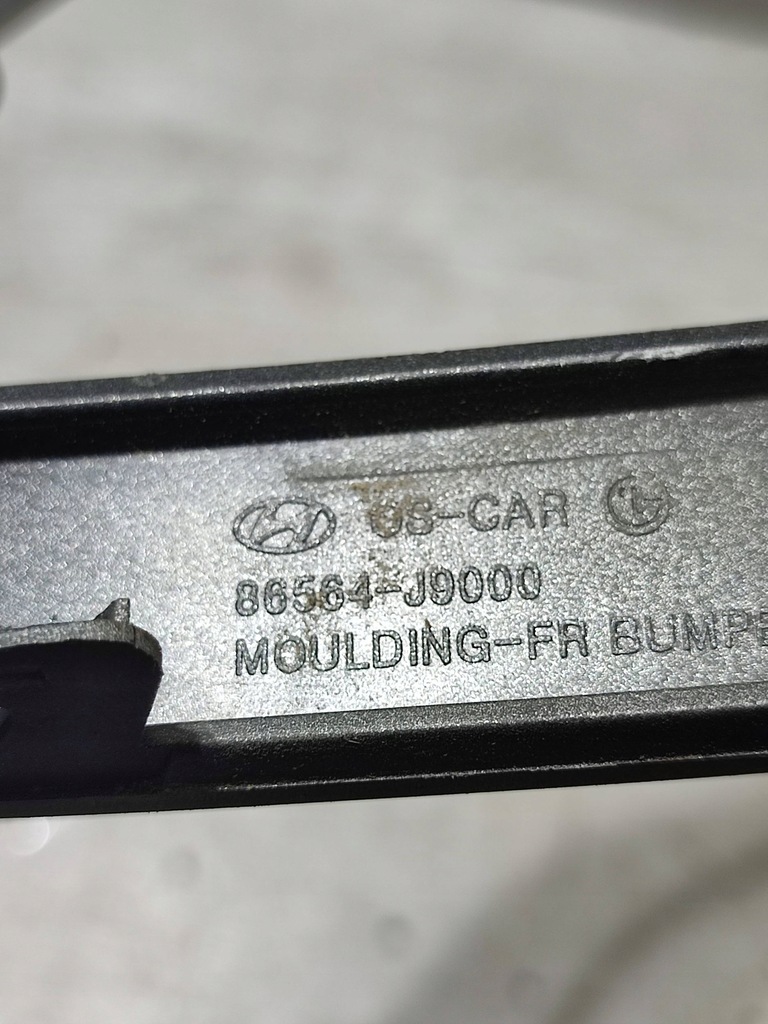 OS-CAR
86564-J9000
MOULDING-FR BUMPE